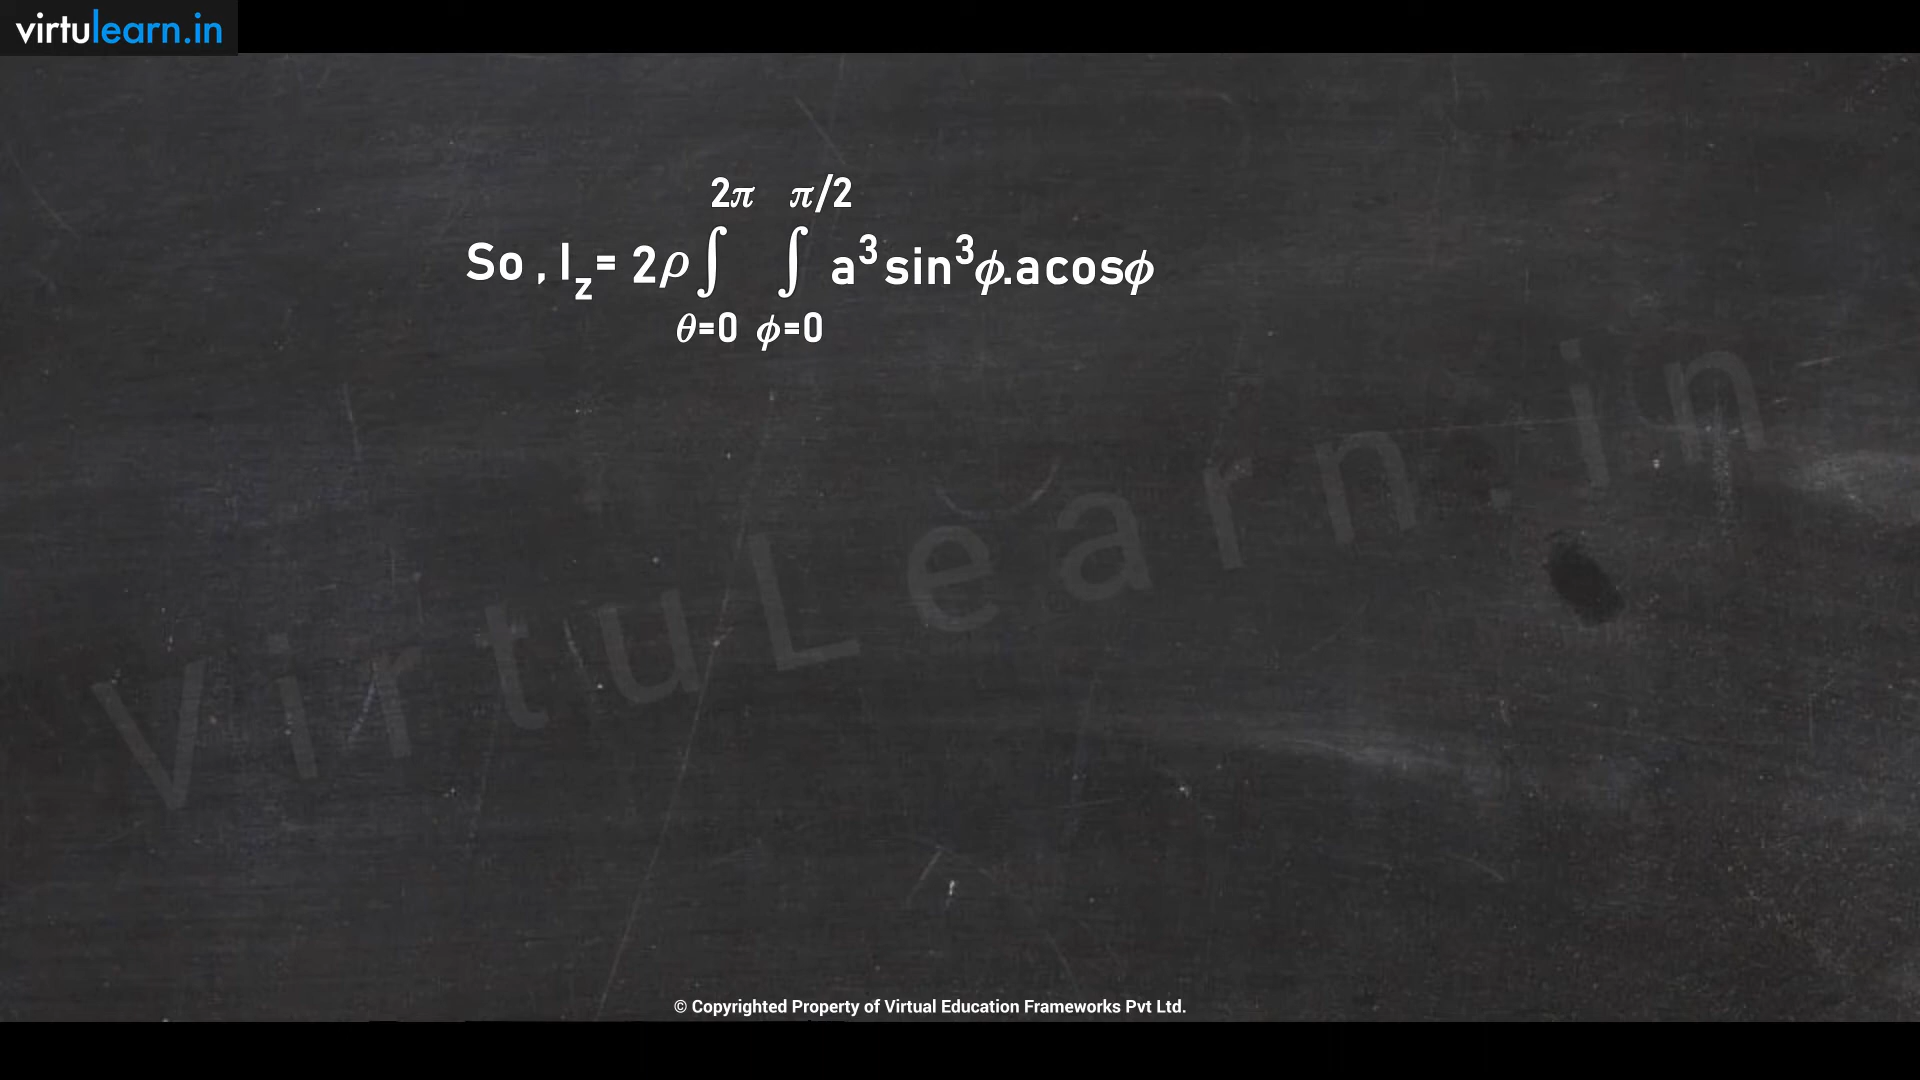 virtulearn.in
2π π/2
So , I_z = 2ρ∫ ∫ a³sin³ϕ.acosϕ
θ=0 ϕ=0
VirtuLearn.in
© Copyrighted Property of Virtual Education Frameworks Pvt Ltd.